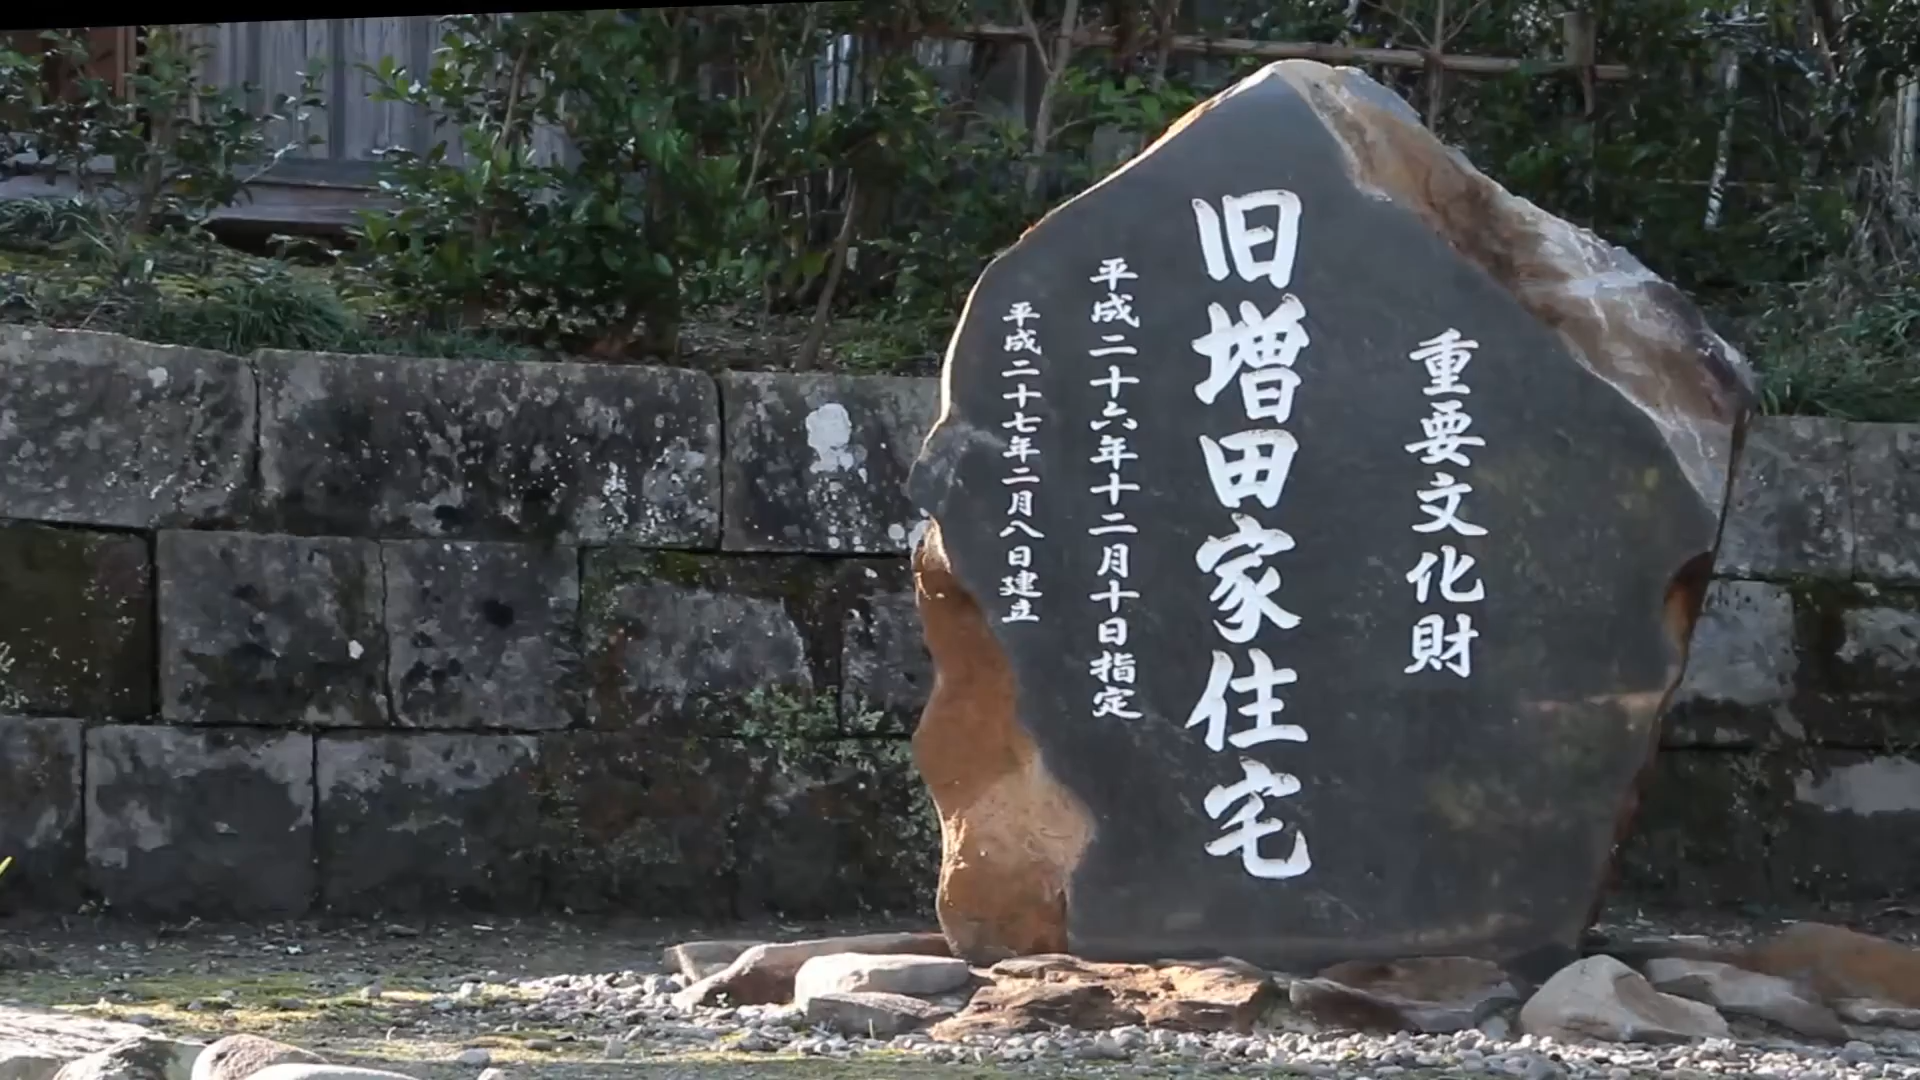 重要文化財
旧増田家住宅
平成二十六年十二月十日指定
平成二十七年二月八日建立